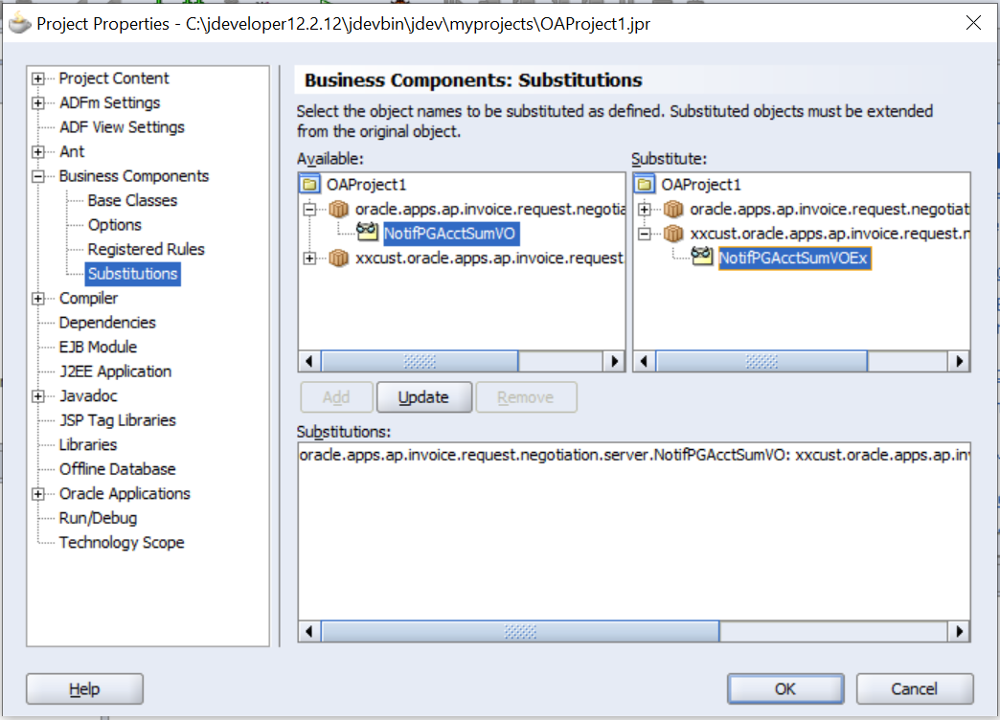 Project Properties - C:\jdeveloper12.2.12\jdevbin\jdev\myprojects\OAProject1.jpr
Project Content
ADFm Settings
ADF View Settings
Ant
Business Components
Base Classes
Options
Registered Rules
Substitutions
Compiler
Dependencies
EJB Module
J2EE Application
Javadoc
JSP Tag Libraries
Libraries
Offline Database
Oracle Applications
Run/Debug
Technology Scope
Business Components: Substitutions
Select the object names to be substituted as defined. Substituted objects must be extended
from the original object.
Available:
OAProject1
oracle.apps.ap.invoice.request.negotia
NotifPGAcctSumVO
xxcust.oracle.apps.ap.invoice.request.
Substitute:
OAProject1
oracle.apps.ap.invoice.request.negotiat
xxcust.oracle.apps.ap.invoice.request.n
NotifPGAcctSumVOEx
Add
Update
Remove
Substitutions:
oracle.apps.ap.invoice.request.negotiation.server.NotifPGAcctSumVO: xxcust.oracle.apps.ap.inv
Help
OK
Cancel